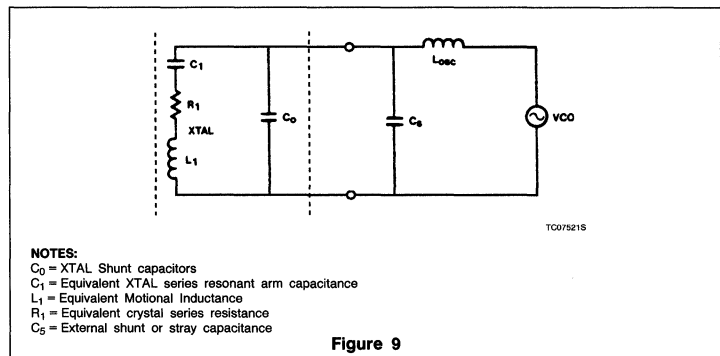 C1
R1
XTAL
L1
C0
LOSC
C5
VCO
TC07521S
NOTES:
C0 = XTAL Shunt capacitors
C1 = Equivalent XTAL series resonant arm capacitance
L1 = Equivalent Motional Inductance
R1 = Equivalent crystal series resistance
C5 = External shunt or stray capacitance
Figure 9